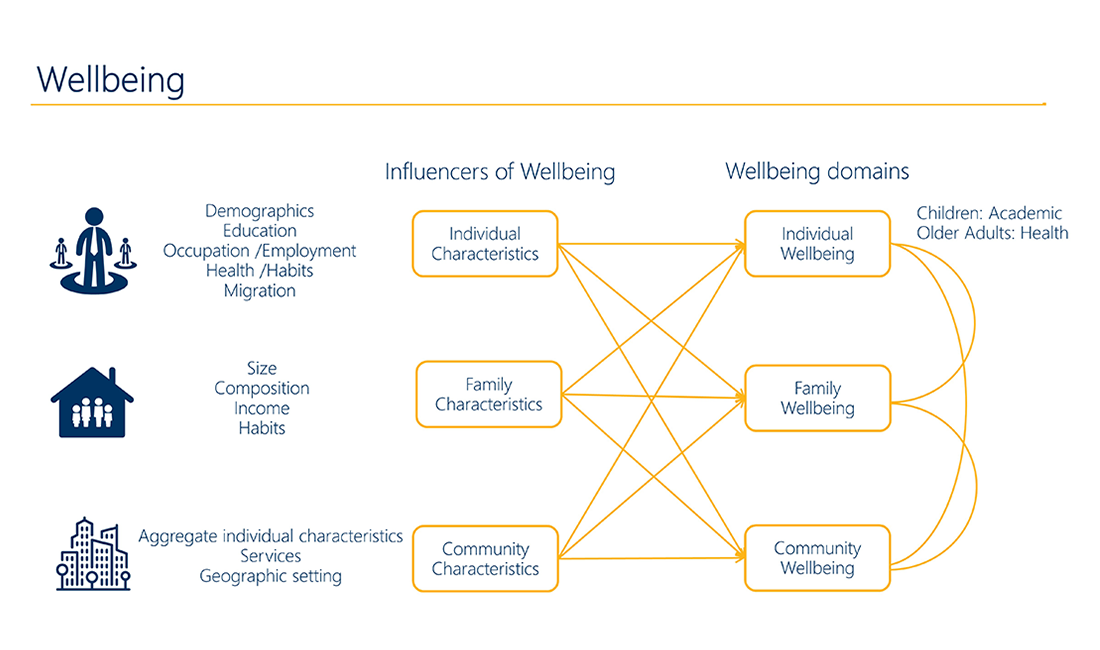 Wellbeing
Influencers of Wellbeing
Wellbeing domains
Demographics
Education
Occupation /Employment
Health /Habits
Migration
Individual
Characteristics
Individual
Wellbeing
Children: Academic
Older Adults: Health
Size
Composition
Income
Habits
Family
Characteristics
Family
Wellbeing
Aggregate individual characteristics
Services
Geographic setting
Community
Characteristics
Community
Wellbeing